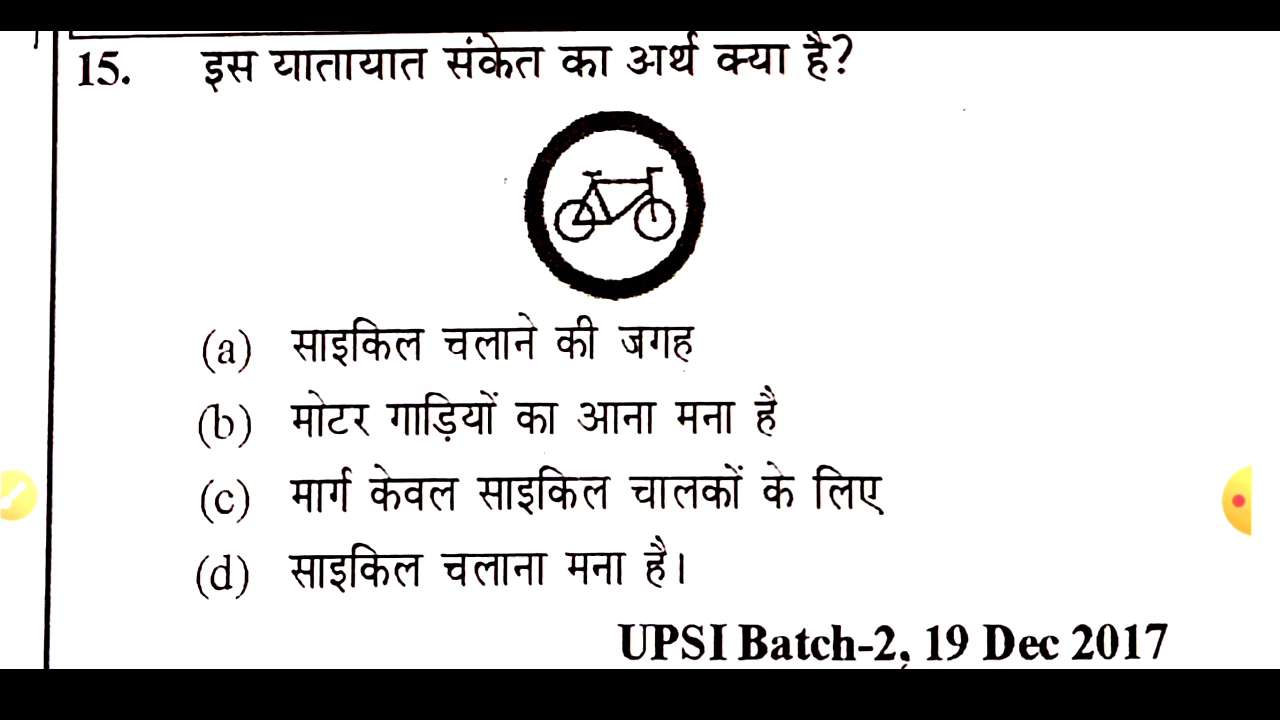 15. इस यातायात संकेत का अर्थ क्या है?
(a) साइकिल चलाने की जगह
(b) मोटर गाड़ियों का आना मना है
(c) मार्ग केवल साइकिल चालकों के लिए
(d) साइकिल चलाना मना है।
UPSI Batch-2, 19 Dec 2017